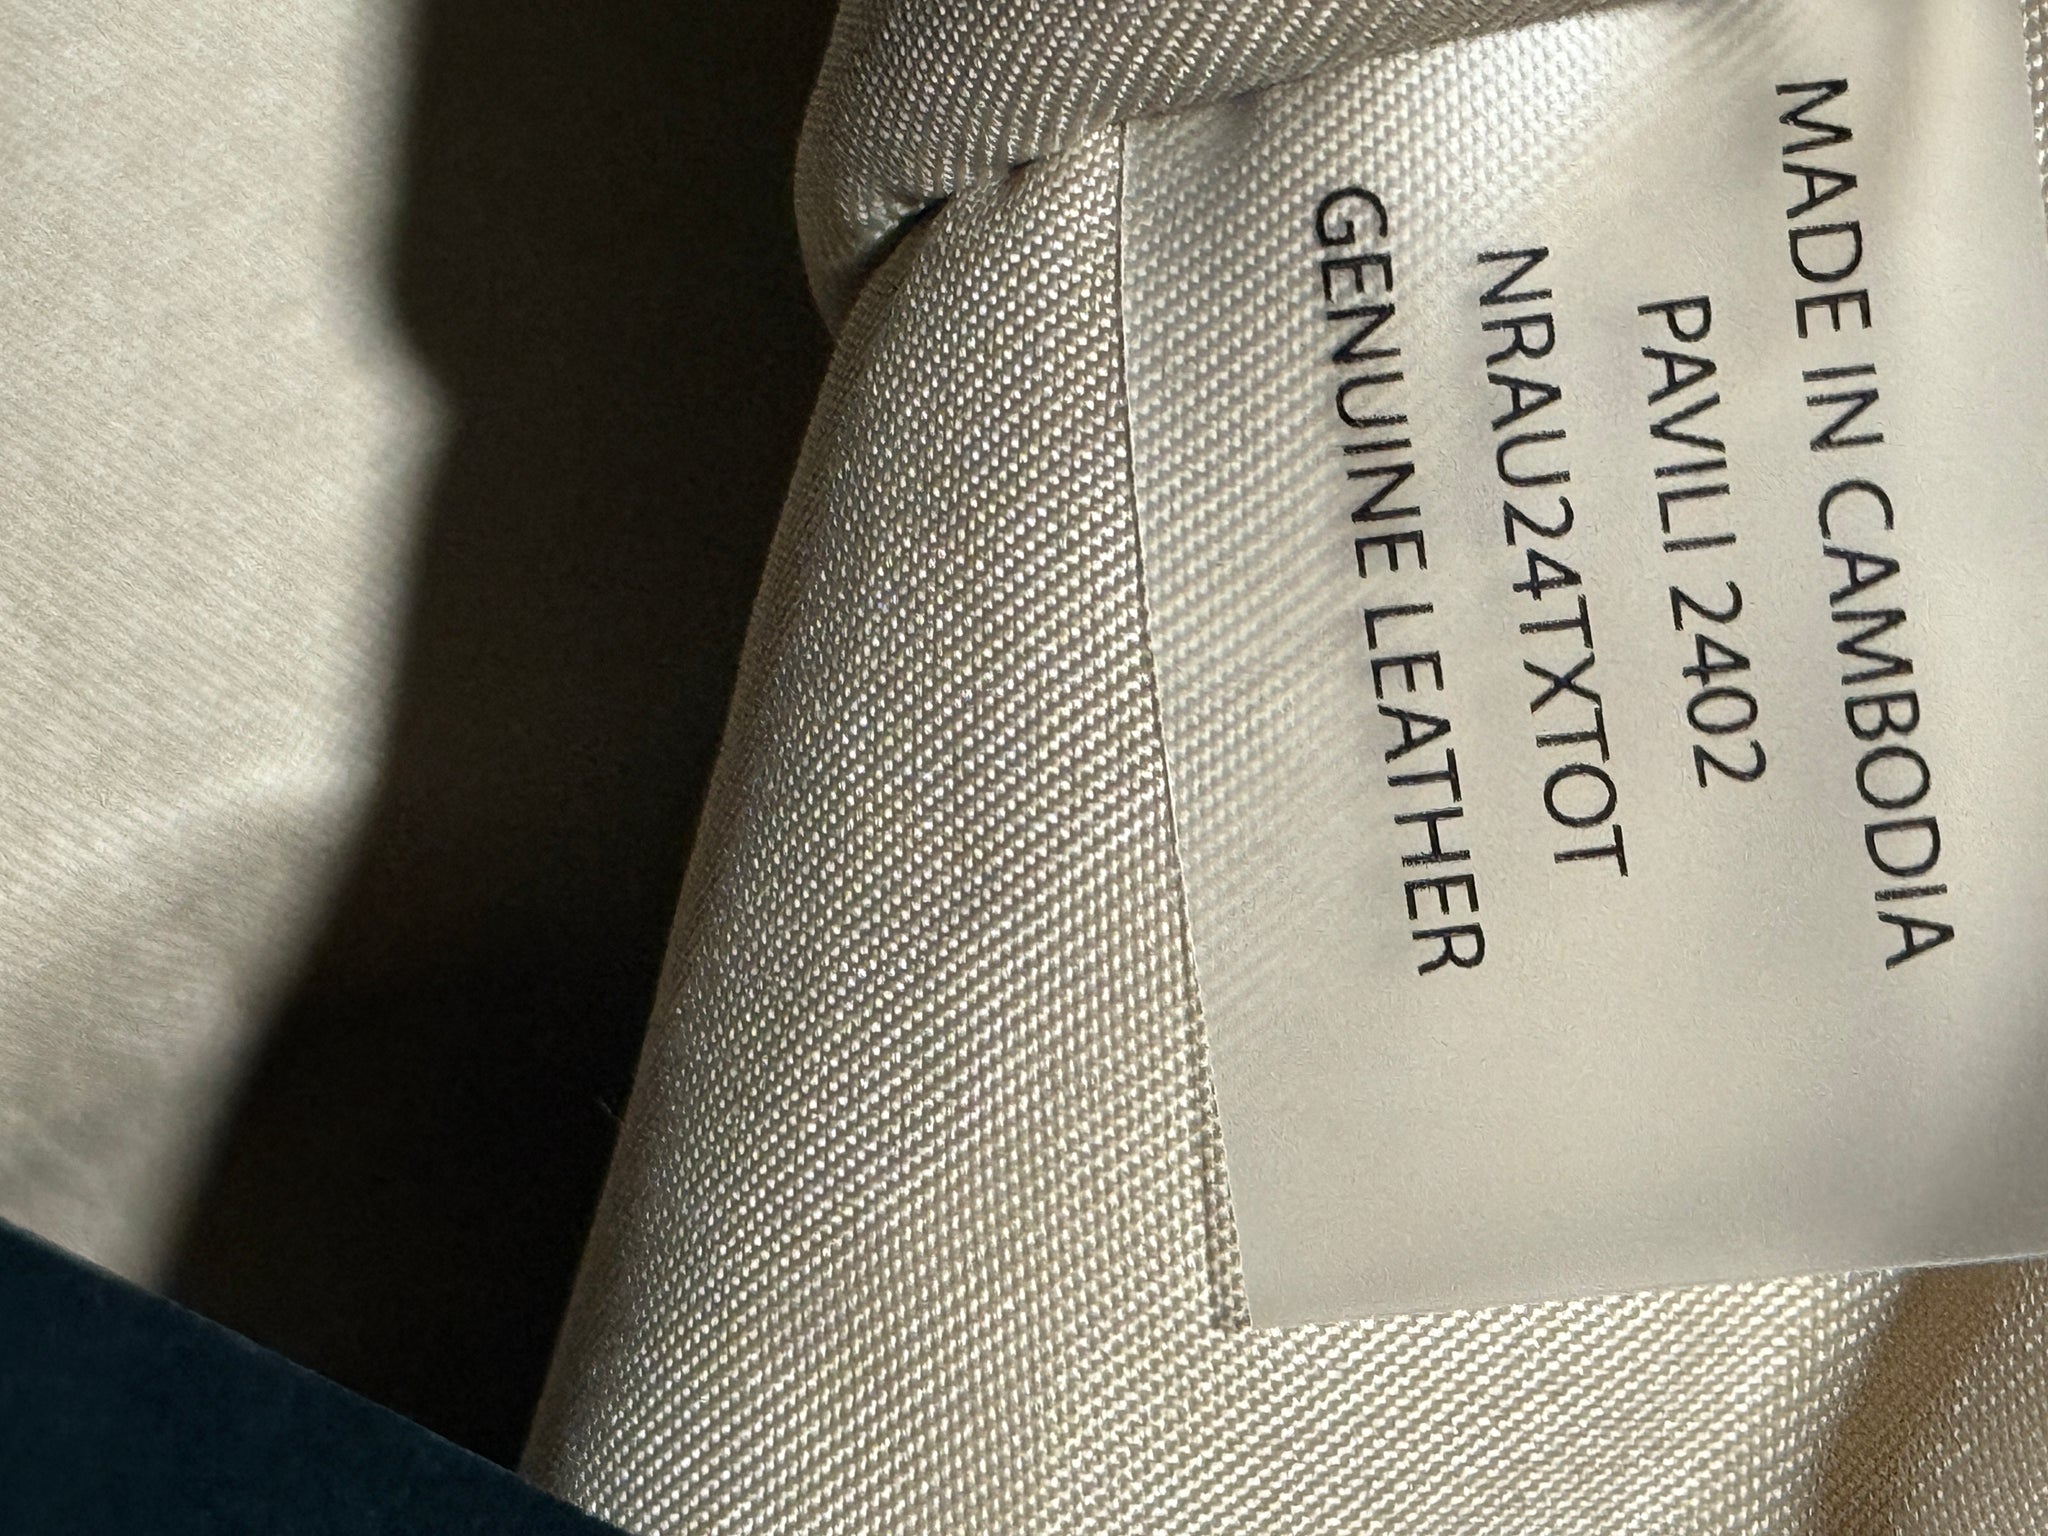 MADE IN CAMBODIA
PAVILI 2402
NRAU24TXTOT
GENUINE LEATHER